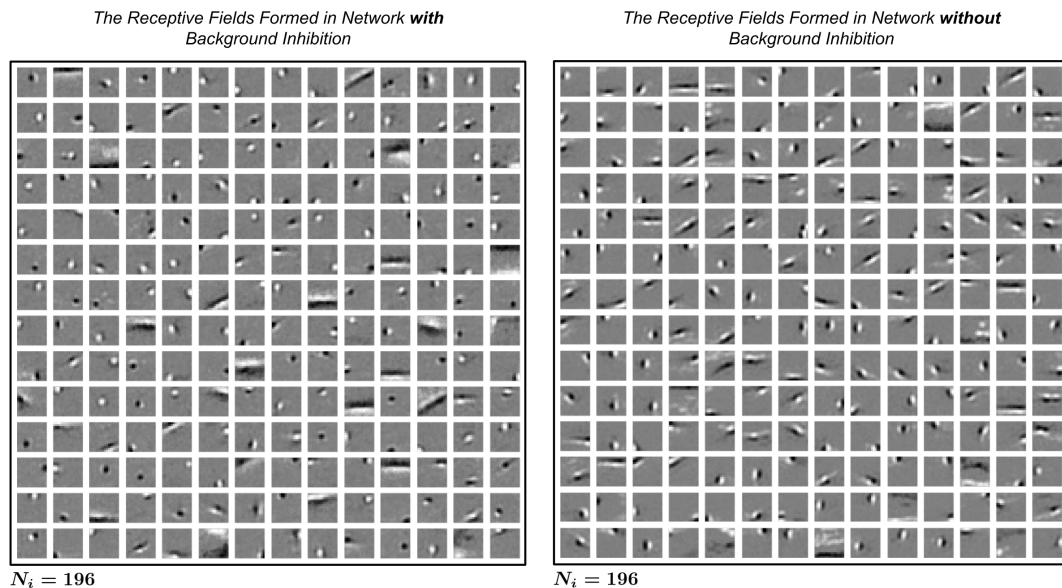 The Receptive Fields Formed in Network with
Background Inhibition
The Receptive Fields Formed in Network without
Background Inhibition
N_i = 196
N_i = 196